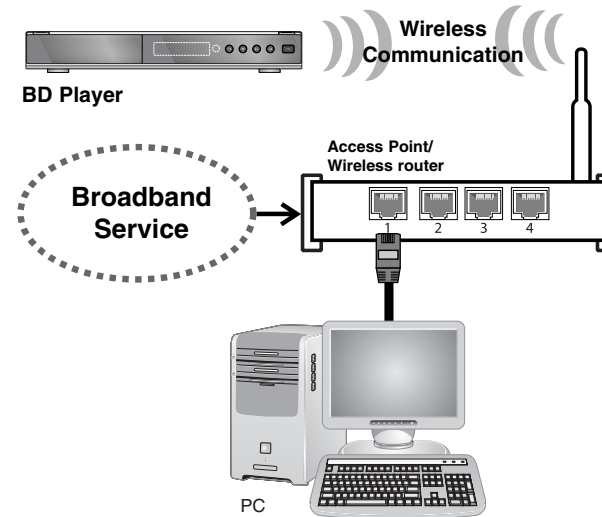 Wireless
Communication
BD Player
Access Point/
Wireless router
Broadband
Service
1 2 3 4
PC